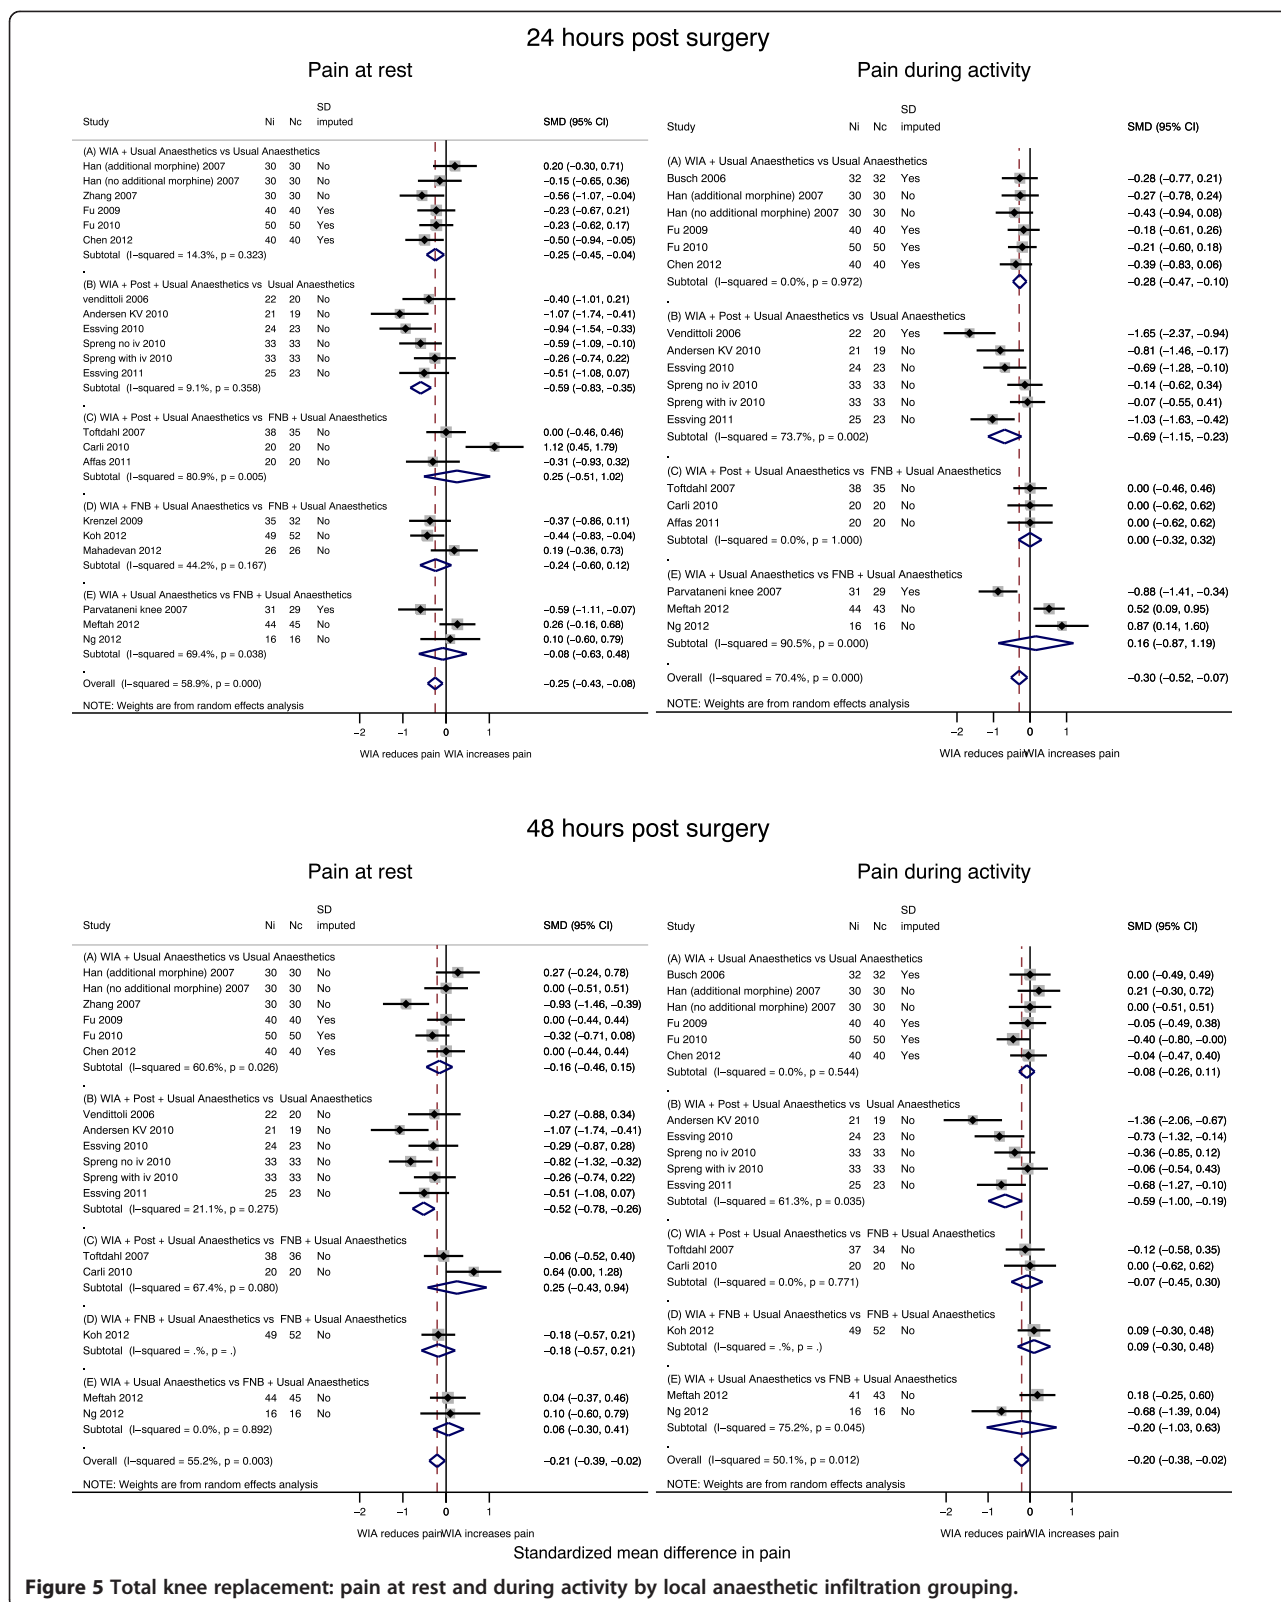 24 hours post surgery
Pain at rest
SD
Study Ni Nc imputed SMD (95% CI)
(A) WIA + Usual Anaesthetics vs Usual Anaesthetics
Han (additional morphine) 2007 30 30 No 0.20 (−0.30, 0.71)
Han (no additional morphine) 2007 30 30 No −0.15 (−0.65, 0.36)
Zhang 2007 30 30 No −0.56 (−1.07, −0.04)
Fu 2009 40 40 Yes −0.23 (−0.67, 0.21)
Fu 2010 50 50 Yes −0.23 (−0.62, 0.17)
Chen 2012 40 40 Yes −0.50 (−0.94, −0.05)
Subtotal (I−squared = 14.3%, p = 0.323) −0.25 (−0.45, −0.04)
.
(B) WIA + Post + Usual Anaesthetics vs Usual Anaesthetics
vendittoli 2006 22 20 No −0.40 (−1.01, 0.21)
Andersen KV 2010 21 19 No −1.07 (−1.74, −0.41)
Essving 2010 24 23 No −0.94 (−1.54, −0.33)
Spreng no iv 2010 33 33 No −0.59 (−1.09, −0.10)
Spreng with iv 2010 33 33 No −0.26 (−0.74, 0.22)
Essving 2011 25 23 No −0.51 (−1.08, 0.07)
Subtotal (I−squared = 9.1%, p = 0.358) −0.59 (−0.83, −0.35)
.
(C) WIA + Post + Usual Anaesthetics vs FNB + Usual Anaesthetics
Toftdahl 2007 38 35 No 0.00 (−0.46, 0.46)
Carli 2010 20 20 No 1.12 (0.45, 1.79)
Affas 2011 20 20 No −0.31 (−0.93, 0.32)
Subtotal (I−squared = 80.9%, p = 0.005) 0.25 (−0.51, 1.02)
.
(D) WIA + FNB + Usual Anaesthetics vs FNB + Usual Anaesthetics
Krenzel 2009 35 32 No −0.37 (−0.86, 0.11)
Koh 2012 49 52 No −0.44 (−0.83, −0.04)
Mahadevan 2012 26 26 No 0.19 (−0.36, 0.73)
Subtotal (I−squared = 44.2%, p = 0.167) −0.24 (−0.60, 0.12)
.
(E) WIA + Usual Anaesthetics vs FNB + Usual Anaesthetics
Parvataneni knee 2007 31 29 Yes −0.59 (−1.11, −0.07)
Meftah 2012 44 45 No 0.26 (−0.16, 0.68)
Ng 2012 16 16 No 0.10 (−0.60, 0.79)
Subtotal (I−squared = 69.4%, p = 0.038) −0.08 (−0.63, 0.48)
.
Overall (I−squared = 58.9%, p = 0.000) −0.25 (−0.43, −0.08)
NOTE: Weights are from random effects analysis
−2 −1 0 1
WIA reduces pain WIA increases pain
Pain during activity
SD
Study Ni Nc imputed SMD (95% CI)
(A) WIA + Usual Anaesthetics vs Usual Anaesthetics
Busch 2006 32 32 Yes −0.28 (−0.77, 0.21)
Han (additional morphine) 2007 30 30 No −0.27 (−0.78, 0.24)
Han (no additional morphine) 2007 30 30 No −0.43 (−0.94, 0.08)
Fu 2009 40 40 Yes −0.18 (−0.61, 0.26)
Fu 2010 50 50 Yes −0.21 (−0.60, 0.18)
Chen 2012 40 40 Yes −0.39 (−0.83, 0.06)
Subtotal (I−squared = 0.0%, p = 0.972) −0.28 (−0.47, −0.10)
.
(B) WIA + Post + Usual Anaesthetics vs Usual Anaesthetics
Vendittoli 2006 22 20 Yes −1.65 (−2.37, −0.94)
Andersen KV 2010 21 19 No −0.81 (−1.46, −0.17)
Essving 2010 24 23 No −0.69 (−1.28, −0.10)
Spreng no iv 2010 33 33 No −0.14 (−0.62, 0.34)
Spreng with iv 2010 33 33 No −0.07 (−0.55, 0.41)
Essving 2011 25 23 No −1.03 (−1.63, −0.42)
Subtotal (I−squared = 73.7%, p = 0.002) −0.69 (−1.15, −0.23)
.
(C) WIA + Post + Usual Anaesthetics vs FNB + Usual Anaesthetics
Toftdahl 2007 38 35 No 0.00 (−0.46, 0.46)
Carli 2010 20 20 No 0.00 (−0.62, 0.62)
Affas 2011 20 20 No 0.00 (−0.62, 0.62)
Subtotal (I−squared = 0.0%, p = 1.000) 0.00 (−0.32, 0.32)
.
(E) WIA + Usual Anaesthetics vs FNB + Usual Anaesthetics
Parvataneni knee 2007 31 29 Yes −0.88 (−1.41, −0.34)
Meftah 2012 44 43 No 0.52 (0.09, 0.95)
Ng 2012 16 16 No 0.87 (0.14, 1.60)
Subtotal (I−squared = 90.5%, p = 0.000) 0.16 (−0.87, 1.19)
.
Overall (I−squared = 70.4%, p = 0.000) −0.30 (−0.52, −0.07)
NOTE: Weights are from random effects analysis
−2 −1 0 1
WIA reduces pain WIA increases pain
48 hours post surgery
Pain at rest
SD
Study Ni Nc imputed SMD (95% CI)
(A) WIA + Usual Anaesthetics vs Usual Anaesthetics
Han (additional morphine) 2007 30 30 No 0.27 (−0.24, 0.78)
Han (no additional morphine) 2007 30 30 No 0.00 (−0.51, 0.51)
Zhang 2007 30 30 No −0.93 (−1.46, −0.39)
Fu 2009 40 40 Yes 0.00 (−0.44, 0.44)
Fu 2010 50 50 Yes −0.32 (−0.71, 0.08)
Chen 2012 40 40 Yes 0.00 (−0.44, 0.44)
Subtotal (I−squared = 60.6%, p = 0.026) −0.16 (−0.46, 0.15)
.
(B) WIA + Post + Usual Anaesthetics vs Usual Anaesthetics
Vendittoli 2006 22 20 No −0.27 (−0.88, 0.34)
Andersen KV 2010 21 19 No −1.07 (−1.74, −0.41)
Essving 2010 24 23 No −0.29 (−0.87, 0.28)
Spreng no iv 2010 33 33 No −0.82 (−1.32, −0.32)
Spreng with iv 2010 33 33 No −0.26 (−0.74, 0.22)
Essving 2011 25 23 No −0.51 (−1.08, 0.07)
Subtotal (I−squared = 21.1%, p = 0.275) −0.52 (−0.78, −0.26)
.
(C) WIA + Post + Usual Anaesthetics vs FNB + Usual Anaesthetics
Toftdahl 2007 38 36 No −0.06 (−0.52, 0.40)
Carli 2010 20 20 No 0.64 (0.00, 1.28)
Subtotal (I−squared = 67.4%, p = 0.080) 0.25 (−0.43, 0.94)
.
(D) WIA + FNB + Usual Anaesthetics vs FNB + Usual Anaesthetics
Koh 2012 49 52 No −0.18 (−0.57, 0.21)
Subtotal (I−squared = .%, p = .) −0.18 (−0.57, 0.21)
.
(E) WIA + Usual Anaesthetics vs FNB + Usual Anaesthetics
Meftah 2012 44 45 No 0.04 (−0.37, 0.46)
Ng 2012 16 16 No 0.10 (−0.60, 0.79)
Subtotal (I−squared = 0.0%, p = 0.892) 0.06 (−0.30, 0.41)
.
Overall (I−squared = 55.2%, p = 0.003) −0.21 (−0.39, −0.02)
NOTE: Weights are from random effects analysis
−2 −1 0 1
WIA reduces pain WIA increases pain
Pain during activity
SD
Study Ni Nc imputed SMD (95% CI)
(A) WIA + Usual Anaesthetics vs Usual Anaesthetics
Busch 2006 32 32 Yes 0.00 (−0.49, 0.49)
Han (additional morphine) 2007 30 30 No 0.21 (−0.30, 0.72)
Han (no additional morphine) 2007 30 30 No 0.00 (−0.51, 0.51)
Fu 2009 40 40 Yes −0.05 (−0.49, 0.38)
Fu 2010 50 50 Yes −0.40 (−0.80, −0.00)
Chen 2012 40 40 Yes −0.04 (−0.47, 0.40)
Subtotal (I−squared = 0.0%, p = 0.544) −0.08 (−0.26, 0.11)
.
(B) WIA + Post + Usual Anaesthetics vs Usual Anaesthetics
Andersen KV 2010 21 19 No −1.36 (−2.06, −0.67)
Essving 2010 24 23 No −0.73 (−1.32, −0.14)
Spreng no iv 2010 33 33 No −0.36 (−0.85, 0.12)
Spreng with iv 2010 33 33 No −0.06 (−0.54, 0.43)
Essving 2011 25 23 No −0.68 (−1.27, −0.10)
Subtotal (I−squared = 61.3%, p = 0.035) −0.59 (−1.00, −0.19)
.
(C) WIA + Post + Usual Anaesthetics vs FNB + Usual Anaesthetics
Toftdahl 2007 37 34 No −0.12 (−0.58, 0.35)
Carli 2010 20 20 No 0.00 (−0.62, 0.62)
Subtotal (I−squared = 0.0%, p = 0.771) −0.07 (−0.45, 0.30)
.
(D) WIA + FNB + Usual Anaesthetics vs FNB + Usual Anaesthetics
Koh 2012 49 52 No 0.09 (−0.30, 0.48)
Subtotal (I−squared = .%, p = .) 0.09 (−0.30, 0.48)
.
(E) WIA + Usual Anaesthetics vs FNB + Usual Anaesthetics
Meftah 2012 41 43 No 0.18 (−0.25, 0.60)
Ng 2012 16 16 No −0.68 (−1.39, 0.04)
Subtotal (I−squared = 75.2%, p = 0.045) −0.20 (−1.03, 0.63)
.
Overall (I−squared = 50.1%, p = 0.012) −0.20 (−0.38, −0.02)
NOTE: Weights are from random effects analysis
−2 −1 0 1
WIA reduces pain WIA increases pain
Standardized mean difference in pain
Figure 5 Total knee replacement: pain at rest and during activity by local anaesthetic infiltration grouping.